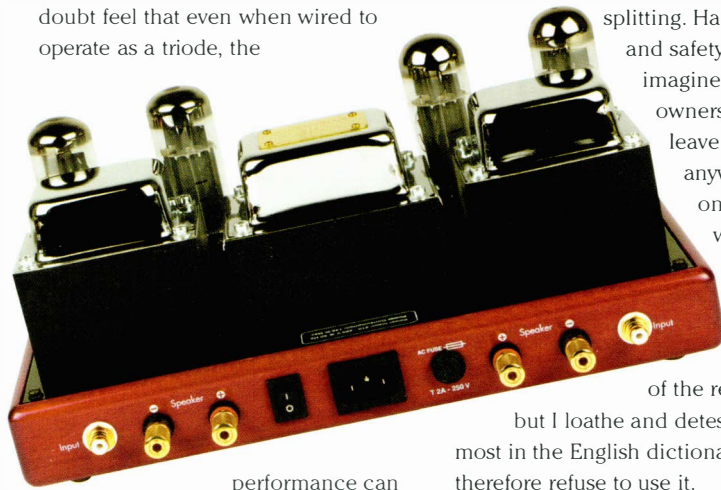 doubt feel that even when wired to
operate as a triode, the
performance can
splitting. Ha
and safety
imagine
owners
leave
anyw
on
w
of the re
but I loathe and detes
most in the English dictiona
therefore refuse to use it.
Input − Speaker + I O AC FUSE + Speaker − Input
T 2A - 250 V